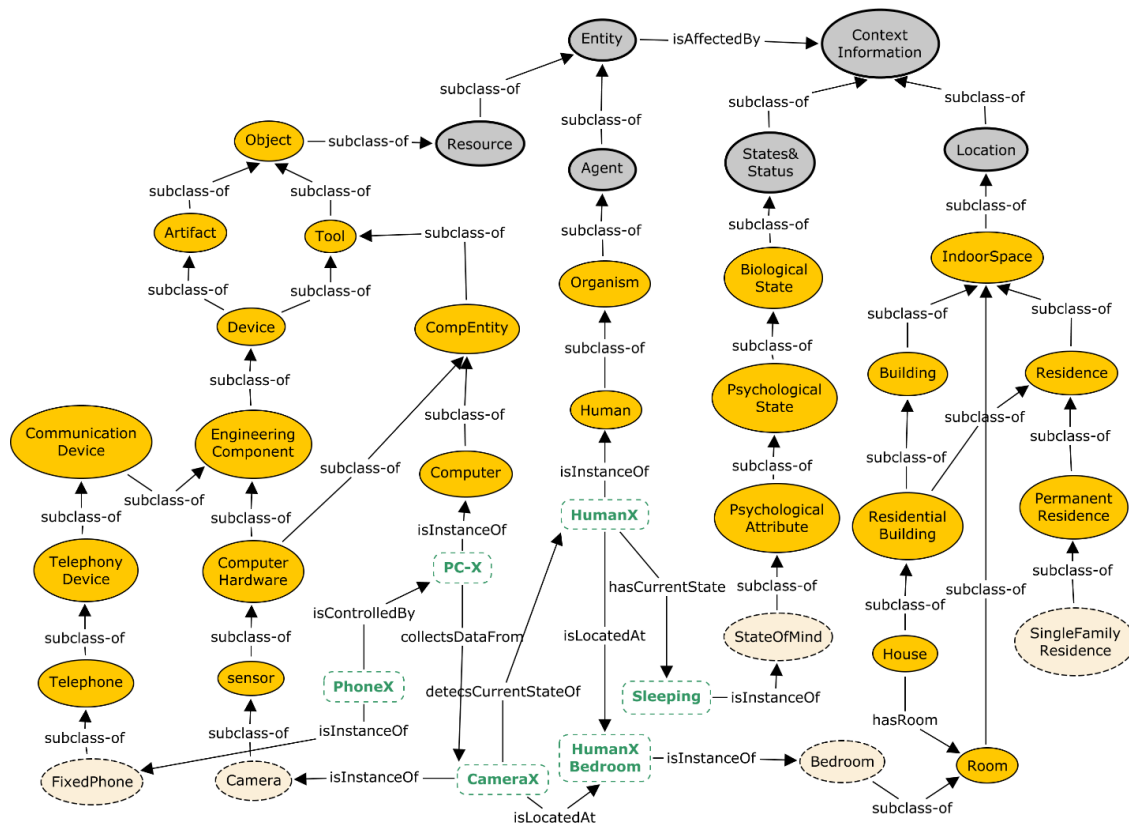 Entity
isAffectedBy
Context
Information
subclass-of
subclass-of
subclass-of
subclass-of
subclass-of
Object
subclass-of
Resource
Agent
States&
Status
Location
subclass-of
subclass-of
subclass-of
subclass-of
subclass-of
Artifact
Tool
subclass-of
subclass-of
IndoorSpace
Organism
Biological
State
subclass-of
subclass-of
Device
CompEntity
subclass-of
subclass-of
subclass-of
subclass-of
Building
Residence
subclass-of
Psychological
State
Human
subclass-of
subclass-of
Communication
Device
Engineering
Component
subclass-of
subclass-of
subclass-of
subclass-of
Computer
isInstanceOf
subclass-of
subclass-of
subclass-of
HumanX
Psychological
Attribute
Residential
Building
Permanent
Residence
isInstanceOf
Telephony
Device
Computer
Hardware
PC-X
hasCurrentState
subclass-of
subclass-of
subclass-of
subclass-of
isControlledBy
subclass-of
subclass-of
collectsDataFrom
isLocatedAt
StateOfMind
House
SingleFamily
Residence
Telephone
sensor
PhoneX
detecsCurrentStateOf
Sleeping
isInstanceOf
hasRoom
isInstanceOf
subclass-of
subclass-of
HumanX
Bedroom
isInstanceOf
Bedroom
Room
FixedPhone
Camera
isInstanceOf
CameraX
subclass-of
isLocatedAt